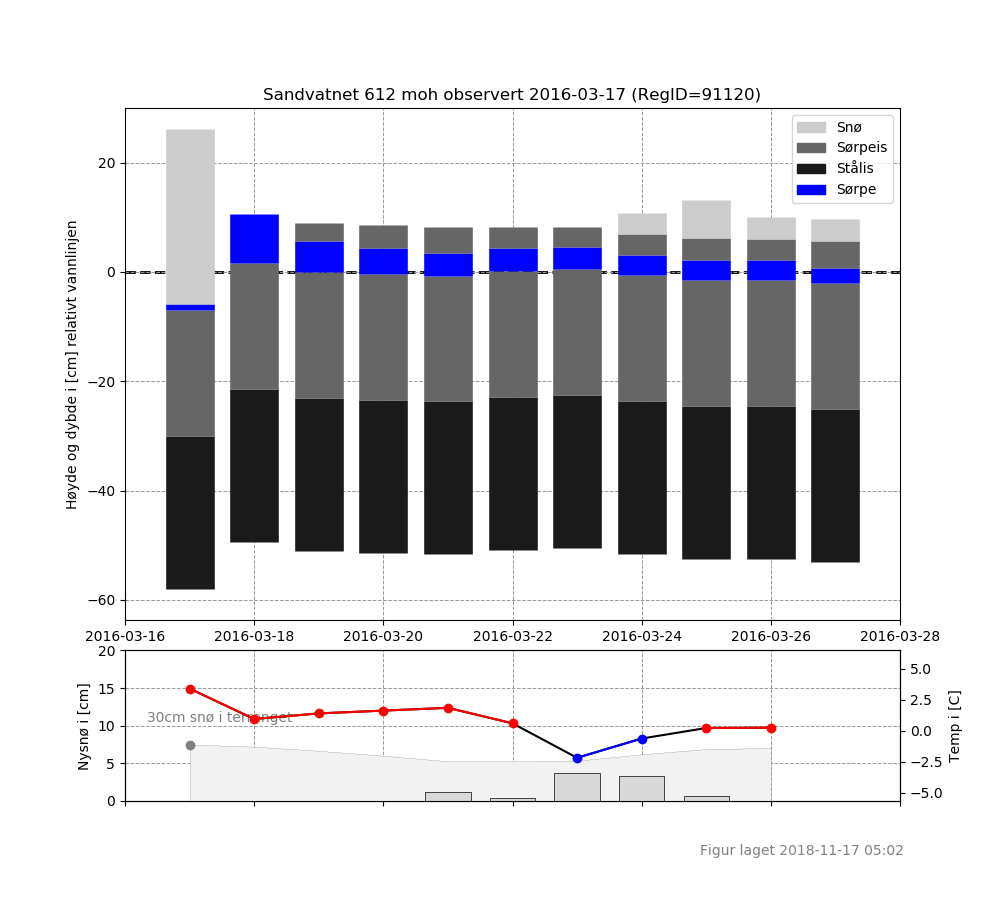 Sandvatnet 612 moh observert 2016-03-17 (RegID=91120)
Snø
Sørpeis
Stålis
Sørpe
Høyde og dybde i [cm] relativt vannlinjen
20
0
−20
−40
−60
2016-03-16 2016-03-18 2016-03-20 2016-03-22 2016-03-24 2016-03-26 2016-03-28
Nysnø i [cm]
20
15
10
5
0
30cm snø i terrenget
5.0
2.5
0.0
−2.5
−5.0
Temp i [C]
Figur laget 2018-11-17 05:02